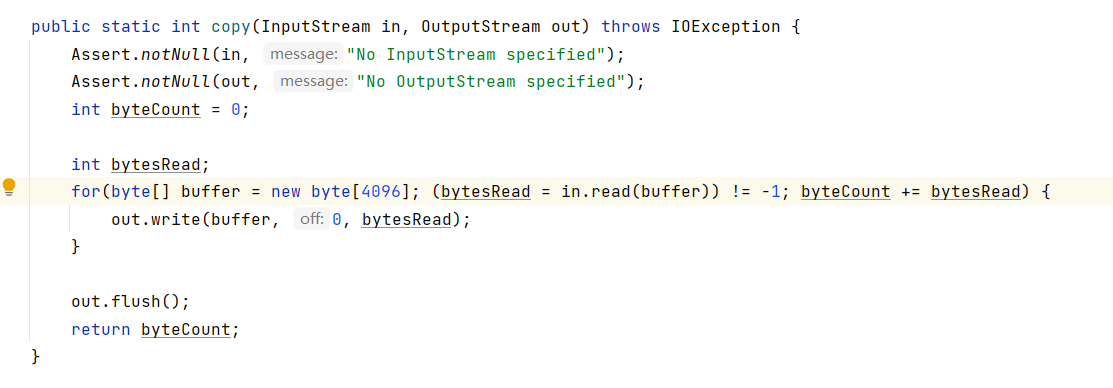 public static int copy(InputStream in, OutputStream out) throws IOException {
Assert.notNull(in, message: "No InputStream specified");
Assert.notNull(out, message: "No OutputStream specified");
int byteCount = 0;
int bytesRead;
for(byte[] buffer = new byte[4096]; (bytesRead = in.read(buffer)) != -1; byteCount += bytesRead) {
out.write(buffer, off: 0, bytesRead);
}
out.flush();
return byteCount;
}